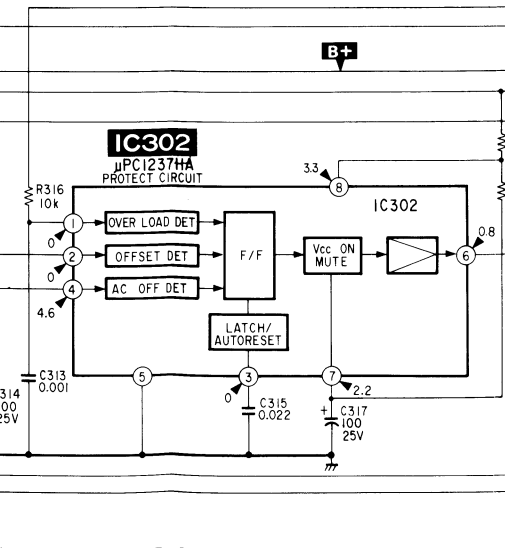 B+
IC302
µPC1237HA
PROTECT CIRCUIT
3.3
8
R316
10k
IC302
1
OVER LOAD DET
0
2
OFFSET DET
0
4
AC OFF DET
4.6
F/F
VCC ON
MUTE
0.8
6
LATCH/
AUTORESET
C313
0.001
5
3
0
7
2.2
C315
0.022
+
C317
100
25V
314
00
25V